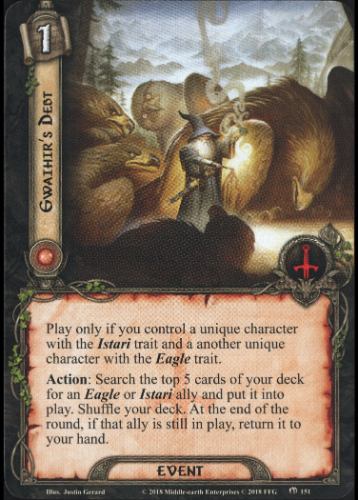 1
Gwaihir's Debt
Play only if you control a unique character
with the Istari trait and a another unique
character with the Eagle trait.
Action: Search the top 5 cards of your deck
for an Eagle or Istari ally and put it into
play. Shuffle your deck. At the end of the
round, if that ally is still in play, return it to
your hand.
EVENT
Illus. Justin Gerard © 2018 Middle-earth Enterprises © 2018 FFG 151